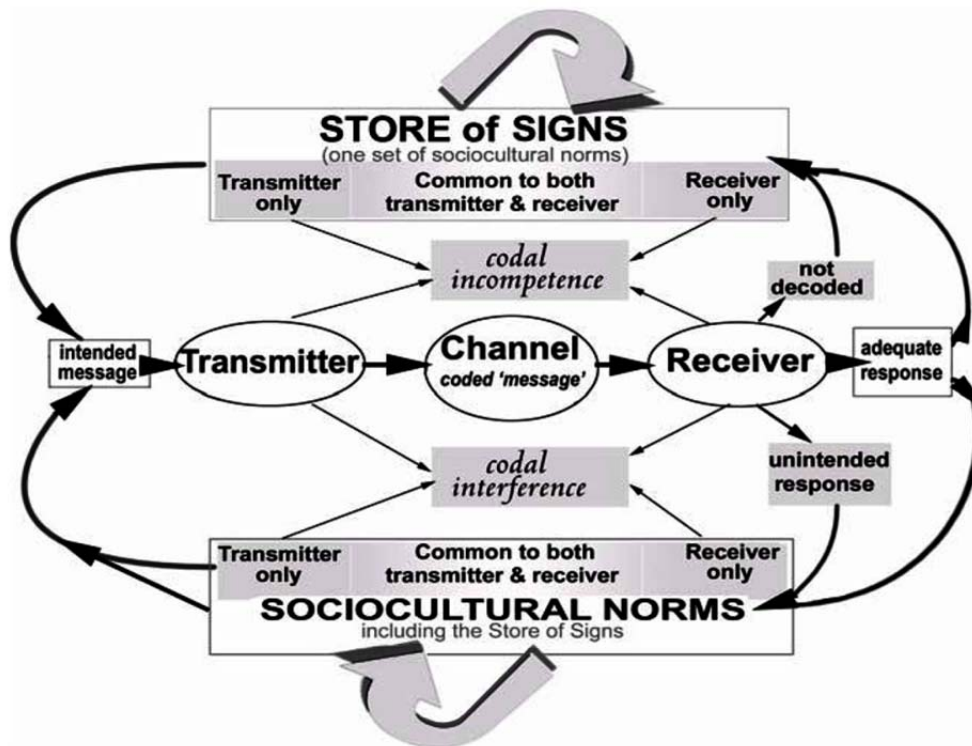 STORE of SIGNS
(one set of sociocultural norms)
Transmitter only
Common to both transmitter & receiver
Receiver only
codal
incompetence
not
decoded
intended
message
Transmitter
Channel
coded 'message'
Receiver
adequate
response
codal
interference
unintended
response
Transmitter only
Common to both transmitter & receiver
Receiver only
SOCIOCULTURAL NORMS
including the Store of Signs